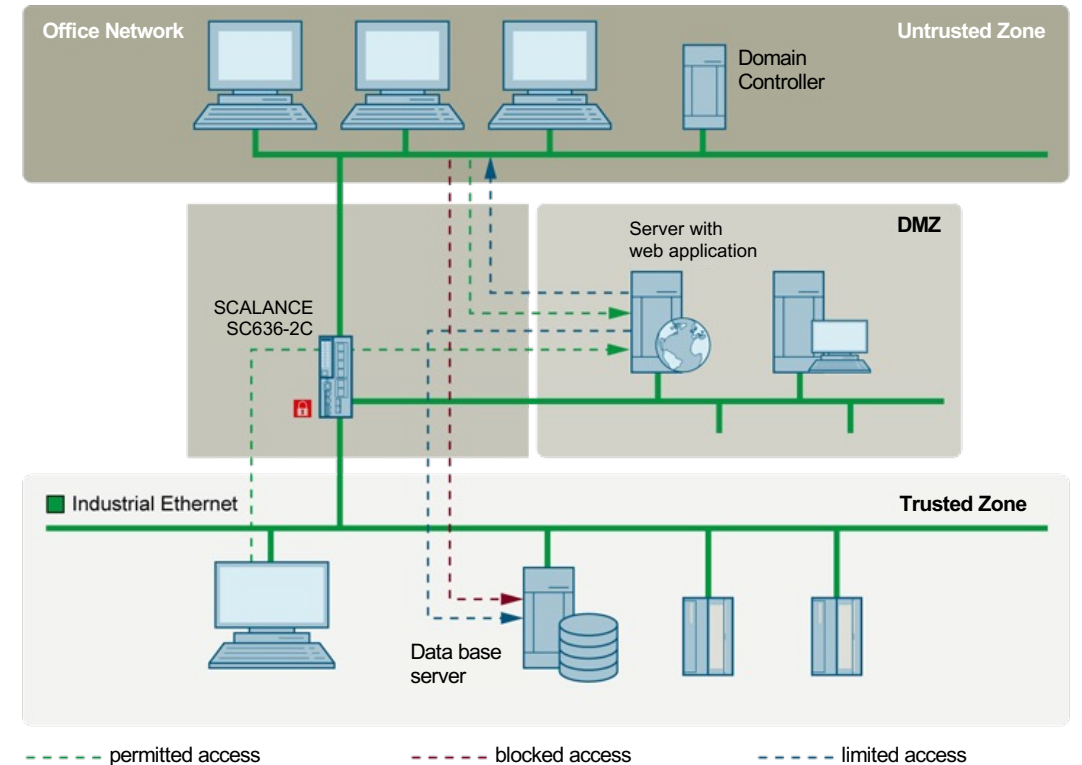 Office Network
Untrusted Zone
Domain
Controller
DMZ
Server with
web application
SCALANCE
SC636-2C
Industrial Ethernet
Trusted Zone
Data base
server
permitted access
blocked access
limited access